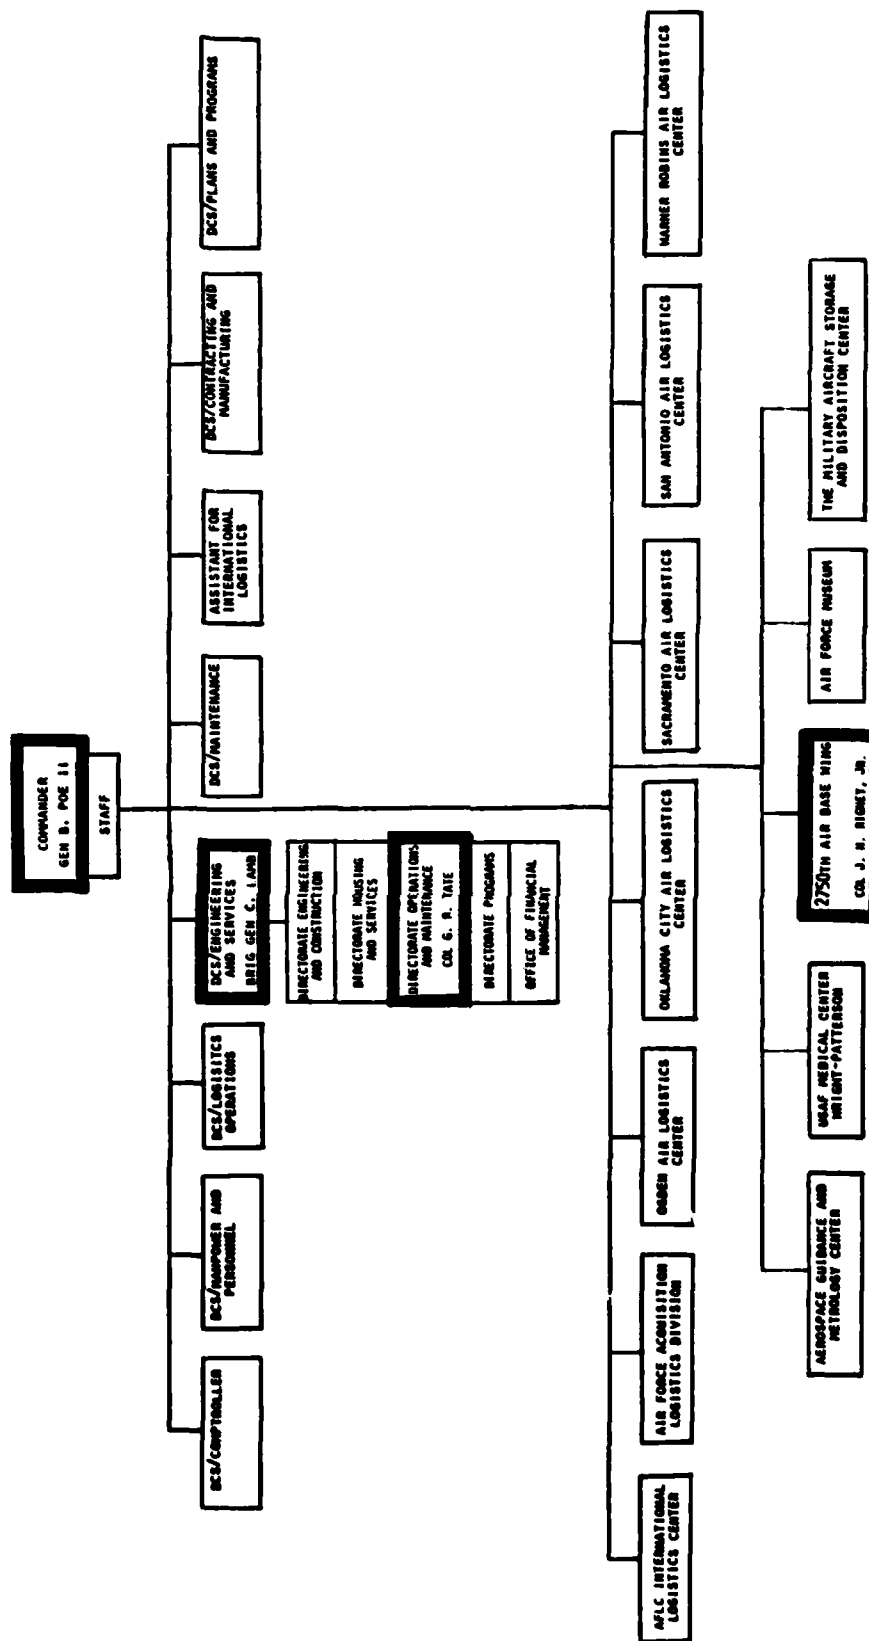 COMMANDER
GEN B. POE II
STAFF
DCS/COMPTROLLER
DCS/MANPOWER AND
PERSONNEL
DCS/LOGISITCS
OPERATIONS
DCS/ENGINEERING
AND SERVICES
BRIG GEN C. LAMB
DCS/MAINTENANCE
ASSISTANT FOR
INTERNATIONAL
LOGISTICS
DCS/CONTRACTING AND
MANUFACTURING
DCS/PLANS AND PROGRAMS
DIRECTORATE ENGINEERING
AND CONSTRUCTION
DIRECTORATE HOUSING
AND SERVICES
DIRECTORATE OPERATIONS
AND MAINTENANCE
COL G. R. TATE
DIRECTORATE PROGRAMS
OFFICE OF FINANCIAL
MANAGEMENT
AFLC INTERNATIONAL
LOGISTICS CENTER
AIR FORCE ACQUISITION
LOGISTICS DIVISION
OGDEN AIR LOGISTICS
CENTER
OKLAHOMA CITY AIR LOGISTICS
CENTER
SACRAMENTO AIR LOGISTICS
CENTER
SAN ANTONIO AIR LOGISTICS
CENTER
WARNER ROBINS AIR LOGISTICS
CENTER
AEROSPACE GUIDANCE AND
METROLOGY CENTER
USAF MEDICAL CENTER
WRIGHT-PATTERSON
2750TH AIR BASE WING
COL J. H. RIGNEY, JR.
AIR FORCE MUSEUM
THE MILITARY AIRCRAFT STORAGE
AND DISPOSITION CENTER